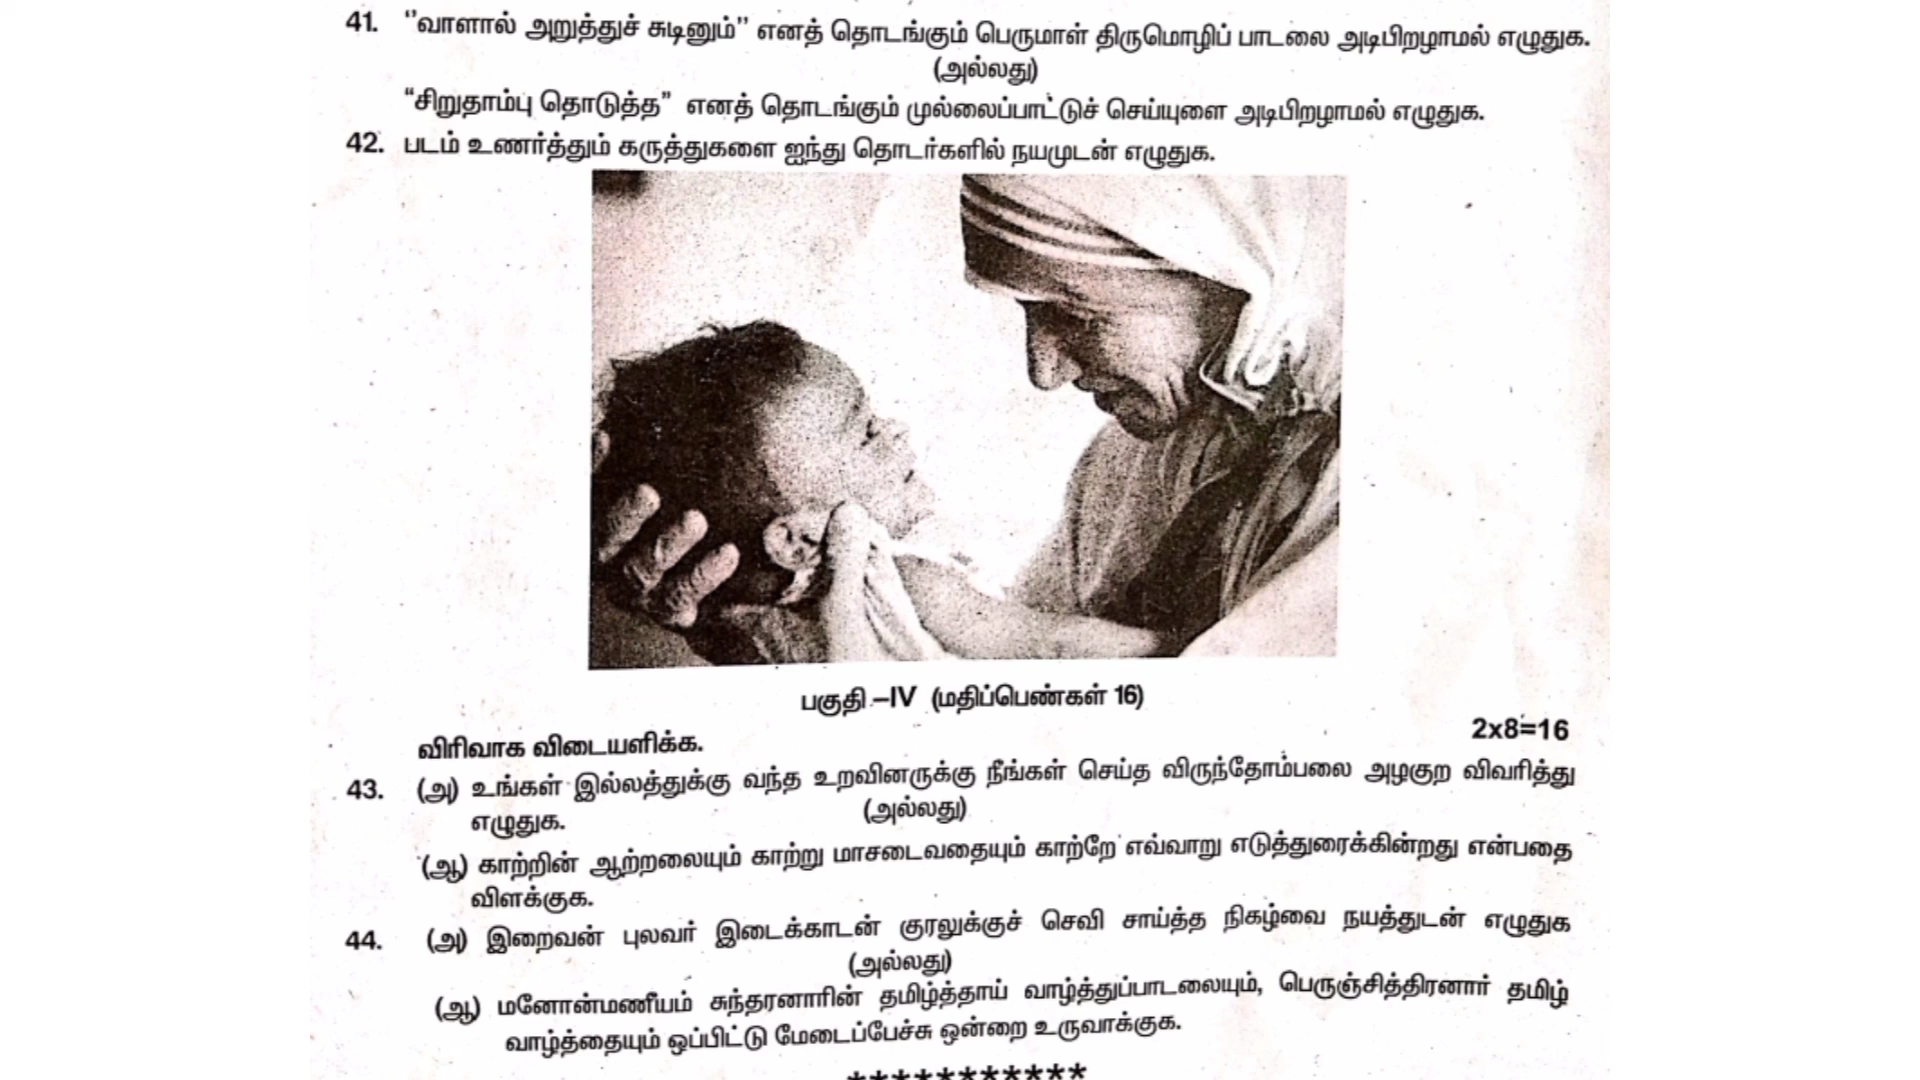 41. "வாளால் அறுத்துச் சுடினும்" எனத் தொடங்கும் பெருமாள் திருமொழிப் பாடலை அடிபிறழாமல் எழுதுக.
(அல்லது)
"சிறுதாம்பு தொடுத்த" எனத் தொடங்கும் முல்லைப்பாட்டுச் செய்யுளை அடிபிறழாமல் எழுதுக.
42. படம் உணர்த்தும் கருத்துகளை ஐந்து தொடர்களில் நயமுடன் எழுதுக.
பகுதி –IV (மதிப்பெண்கள் 16)
விரிவாக விடையளிக்க. 2x8=16
43. (அ) உங்கள் இல்லத்துக்கு வந்த உறவினருக்கு நீங்கள் செய்த விருந்தோம்பலை அழகுற விவரித்து
எழுதுக. (அல்லது)
(ஆ) காற்றின் ஆற்றலையும் காற்று மாசடைவதையும் காற்றே எவ்வாறு எடுத்துரைக்கின்றது என்பதை
விளக்குக.
44. (அ) இறைவன் புலவர் இடைக்காடன் குரலுக்குச் செவி சாய்த்த நிகழ்வை நயத்துடன் எழுதுக
(அல்லது)
(ஆ) மனோன்மணீயம் சுந்தரனாரின் தமிழ்த்தாய் வாழ்த்துப்பாடலையும், பெருஞ்சித்திரனார் தமிழ்
வாழ்த்தையும் ஒப்பிட்டு மேடைப்பேச்சு ஒன்றை உருவாக்குக.
***********